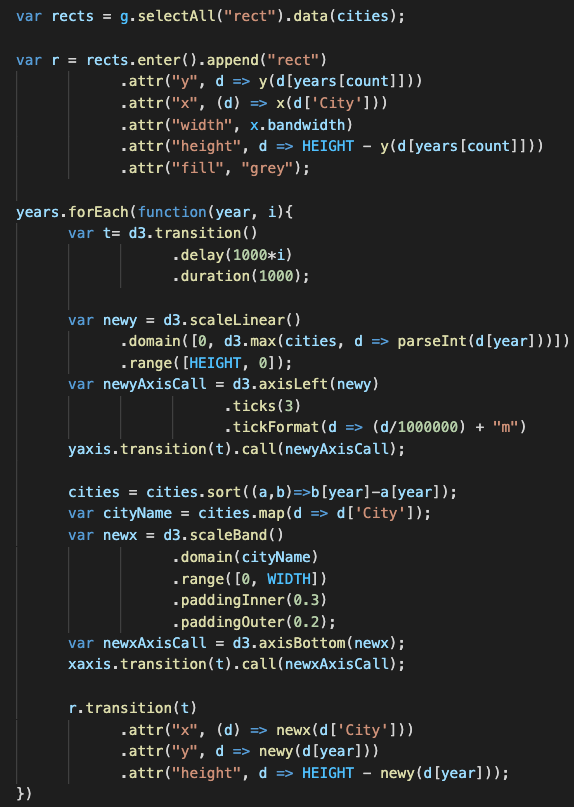 var rects = g.selectAll("rect").data(cities);

var r = rects.enter().append("rect")
            .attr("y", d => y(d[years[count]]))
            .attr("x", (d) => x(d['City']))
            .attr("width", x.bandwidth)
            .attr("height", d => HEIGHT - y(d[years[count]]))
            .attr("fill", "grey");

years.forEach(function(year, i){
      var t= d3.transition()
                  .delay(1000*i)
                  .duration(1000);

      var newy = d3.scaleLinear()
            .domain([0, d3.max(cities, d => parseInt(d[year]))])
            .range([HEIGHT, 0]);
      var newyAxisCall = d3.axisLeft(newy)
                        .ticks(3)
                        .tickFormat(d => (d/1000000) + "m")
      yaxis.transition(t).call(newyAxisCall);

      cities = cities.sort((a,b)=>b[year]-a[year]);
      var cityName = cities.map(d => d['City']);
      var newx = d3.scaleBand()
                  .domain(cityName)
                  .range([0, WIDTH])
                  .paddingInner(0.3)
                  .paddingOuter(0.2);
      var newxAxisCall = d3.axisBottom(newx);
      xaxis.transition(t).call(newxAxisCall);

      r.transition(t)
            .attr("x", (d) => newx(d['City']))
            .attr("y", d => newy(d[year]))
            .attr("height", d => HEIGHT - newy(d[year]));
})